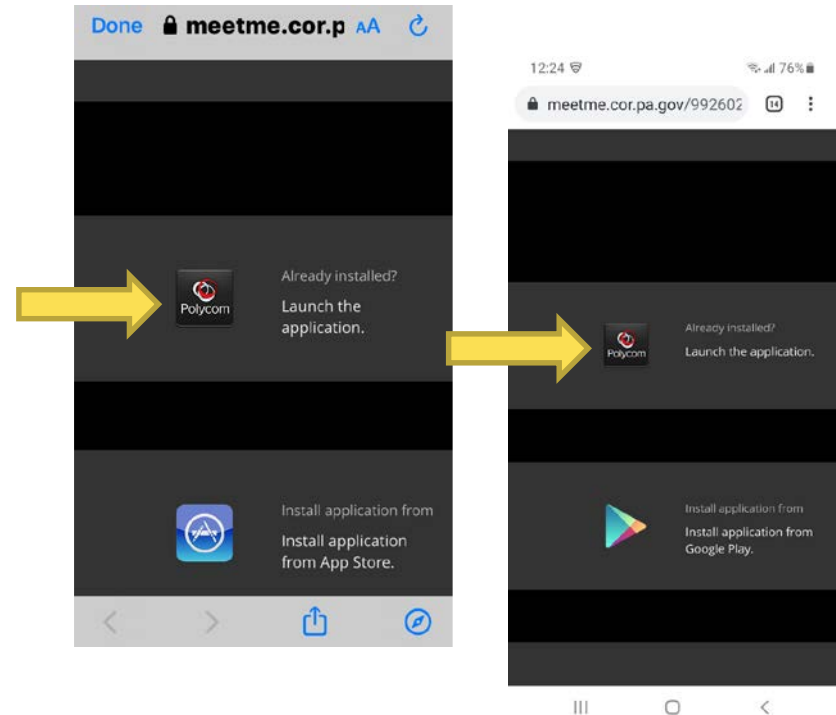 Done meetme.cor.p AA
Polycom
Already installed?
Launch the
application.
Install application from
Install application
from App Store.
12:24 76%
meetme.cor.pa.gov/992602 14
Polycom
Already installed?
Launch the application.
Install application from
Install application from
Google Play.